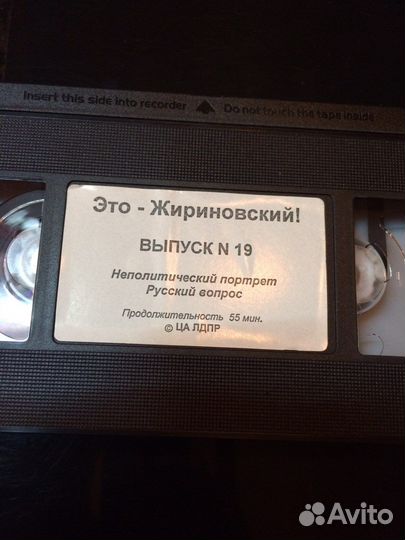 Insert this side into recorder Do not touch the tape inside
Это - Жириновский!
ВЫПУСК N 19
Неполитический портрет
Русский вопрос
Продолжительность 55 мин.
© ЦА ЛДПР
Avito